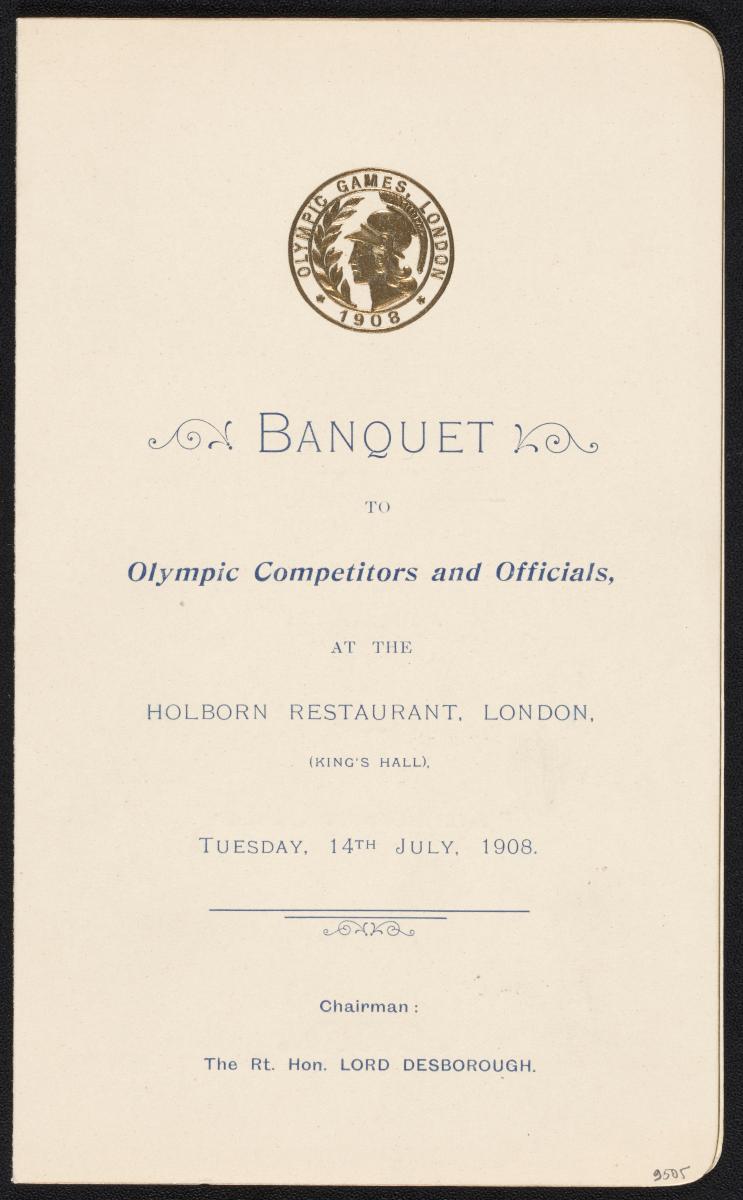 OLYMPIC GAMES, LONDON
* 1908 *
BANQUET
TO
Olympic Competitors and Officials,
AT THE
HOLBORN RESTAURANT, LONDON,
(KING'S HALL),
TUESDAY, 14TH JULY, 1908.
Chairman:
The Rt. Hon. LORD DESBOROUGH.
9505